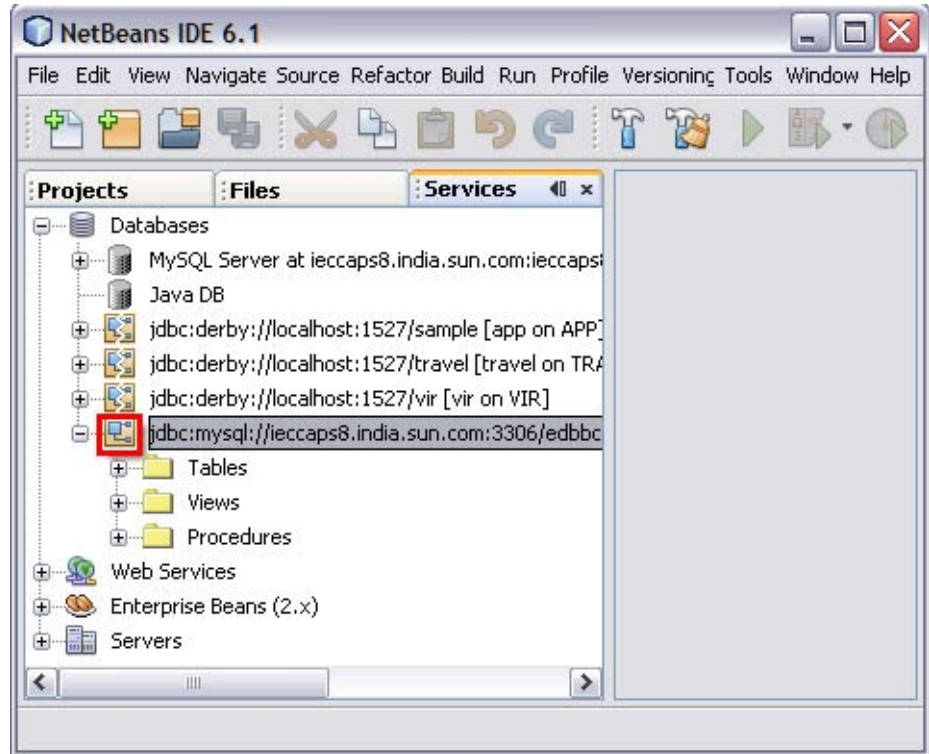 NetBeans IDE 6.1
File Edit View Navigate Source Refactor Build Run Profile Versioning Tools Window Help
Projects Files Services
Databases
MySQL Server at ieccaps8.india.sun.com:ieccaps8
Java DB
jdbc:derby://localhost:1527/sample [app on APP]
jdbc:derby://localhost:1527/travel [travel on TRA
jdbc:derby://localhost:1527/vir [vir on VIR]
jdbc:mysql://ieccaps8.india.sun.com:3306/edbbc
Tables
Views
Procedures
Web Services
Enterprise Beans (2.x)
Servers